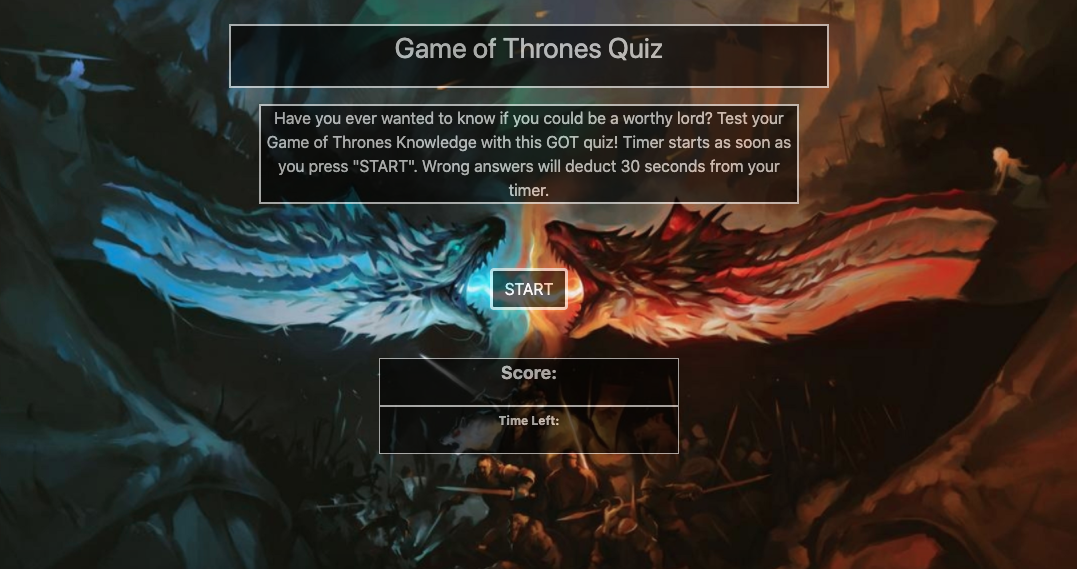 Game of Thrones Quiz
Have you ever wanted to know if you could be a worthy lord? Test your
Game of Thrones Knowledge with this GOT quiz! Timer starts as soon as
you press "START". Wrong answers will deduct 30 seconds from your
timer.
START
Score:
Time Left: